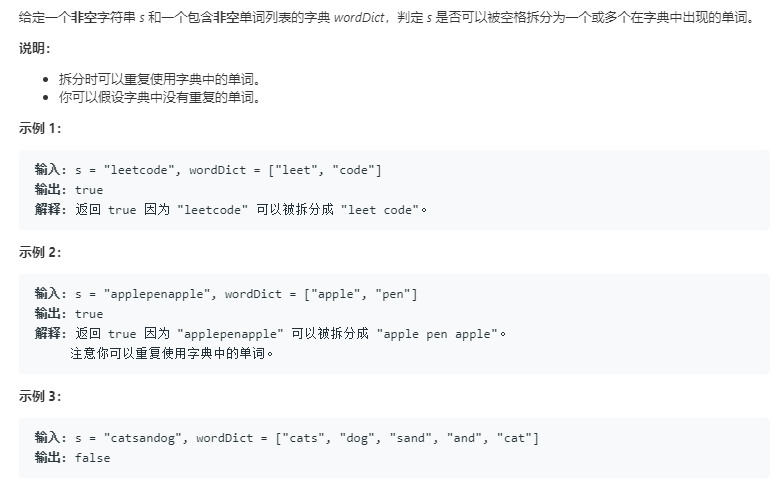 给定一个非空字符串 s 和一个包含非空单词列表的字典 wordDict，判定 s 是否可以被空格拆分为一个或多个在字典中出现的单词。
说明：
• 拆分时可以重复使用字典中的单词。
• 你可以假设字典中没有重复的单词。
示例 1：
输入: s = "leetcode", wordDict = ["leet", "code"]
输出: true
解释: 返回 true 因为 "leetcode" 可以被拆分成 "leet code"。
示例 2：
输入: s = "applepenapple", wordDict = ["apple", "pen"]
输出: true
解释: 返回 true 因为 "applepenapple" 可以被拆分成 "apple pen apple"。
注意你可以重复使用字典中的单词。
示例 3：
输入: s = "catsandog", wordDict = ["cats", "dog", "sand", "and", "cat"]
输出: false